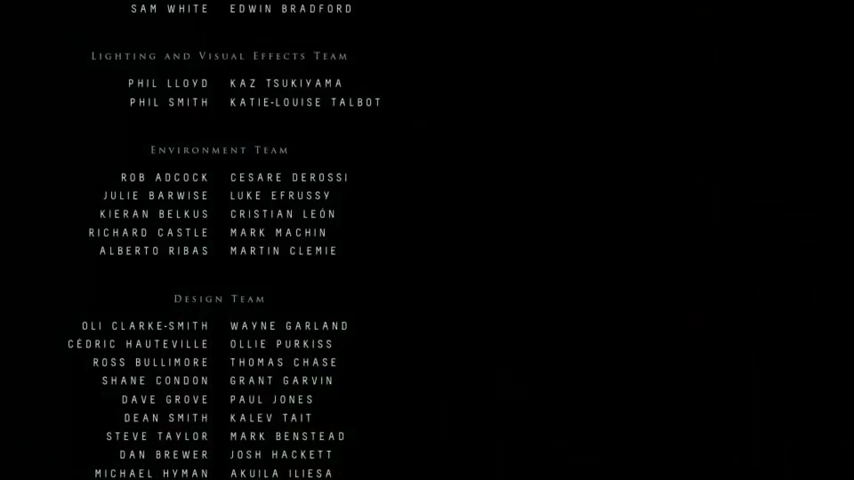 SAM WHITE EDWIN BRADFORD
LIGHTING AND VISUAL EFFECTS TEAM
PHIL LLOYD KAZ TSUKIYAMA
PHIL SMITH KATIE-LOUISE TALBOT
ENVIRONMENT TEAM
ROB ADCOCK CESARE DEROSSI
JULIE BARWISE LUKE EFRUSSY
KIERAN BELKUS CRISTIAN LEÓN
RICHARD CASTLE MARK MACHIN
ALBERTO RIBAS MARTIN CLEMIE
DESIGN TEAM
OLI CLARKE-SMITH WAYNE GARLAND
CÉDRIC HAUTEVILLE OLLIE PURKISS
ROSS BULLIMORE THOMAS CHASE
SHANE CONDON GRANT GARVIN
DAVE GROVE PAUL JONES
DEAN SMITH KALEV TAIT
STEVE TAYLOR MARK BENSTEAD
DAN BREWER JOSH HACKETT
MICHAEL HYMAN AKUILA ILIESA